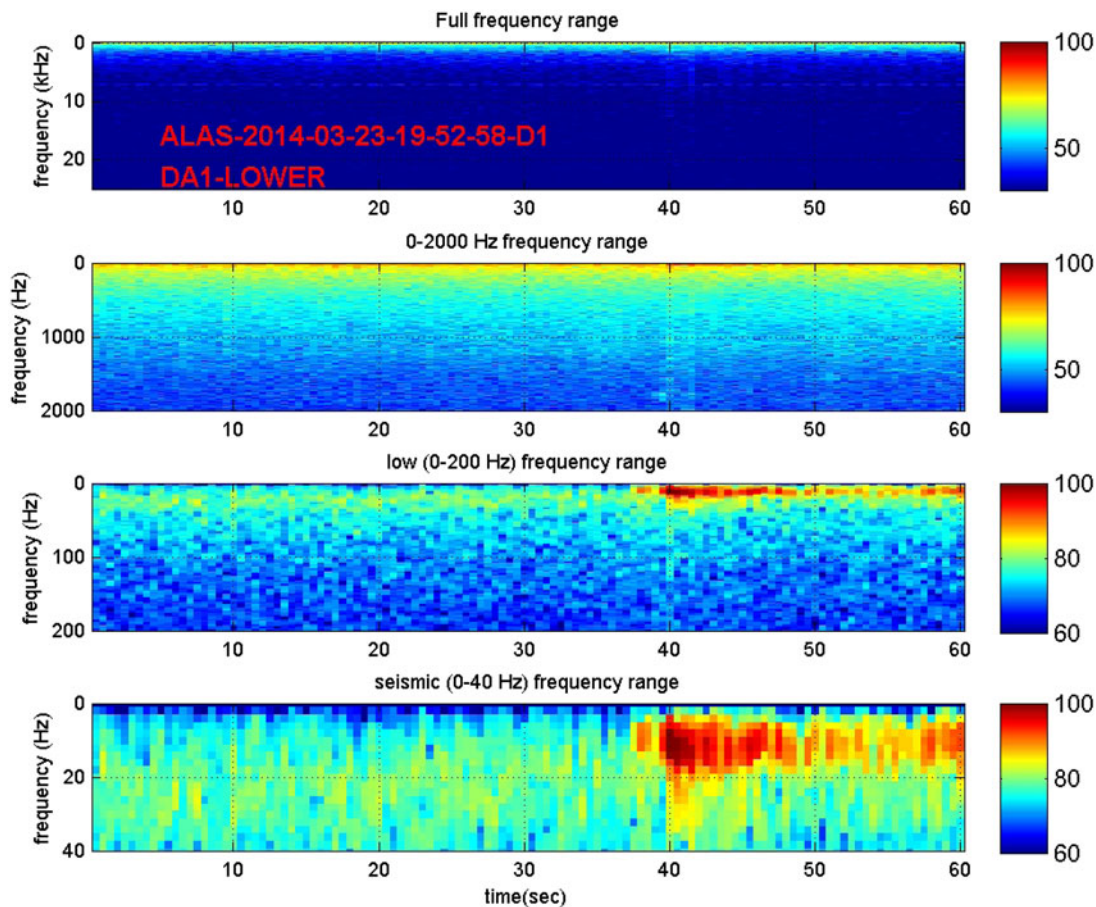 Full frequency range
frequency (kHz)
0
10
20
ALAS-2014-03-23-19-52-58-D1
DA1-LOWER
10 20 30 40 50 60
100
50
0-2000 Hz frequency range
frequency (Hz)
0
1000
2000
10 20 30 40 50 60
100
50
low (0-200 Hz) frequency range
frequency (Hz)
0
100
200
10 20 30 40 50 60
100
80
60
seismic (0-40 Hz) frequency range
frequency (Hz)
0
20
40
10 20 30 40 50 60
time(sec)
100
80
60